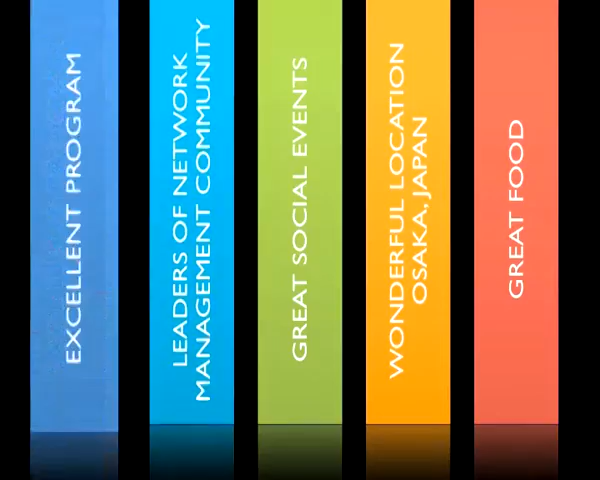 EXCELLENT PROGRAM
LEADERS OF NETWORK
MANAGEMENT COMMUNITY
GREAT SOCIAL EVENTS
WONDERFUL LOCATION
OSAKA, JAPAN
GREAT FOOD